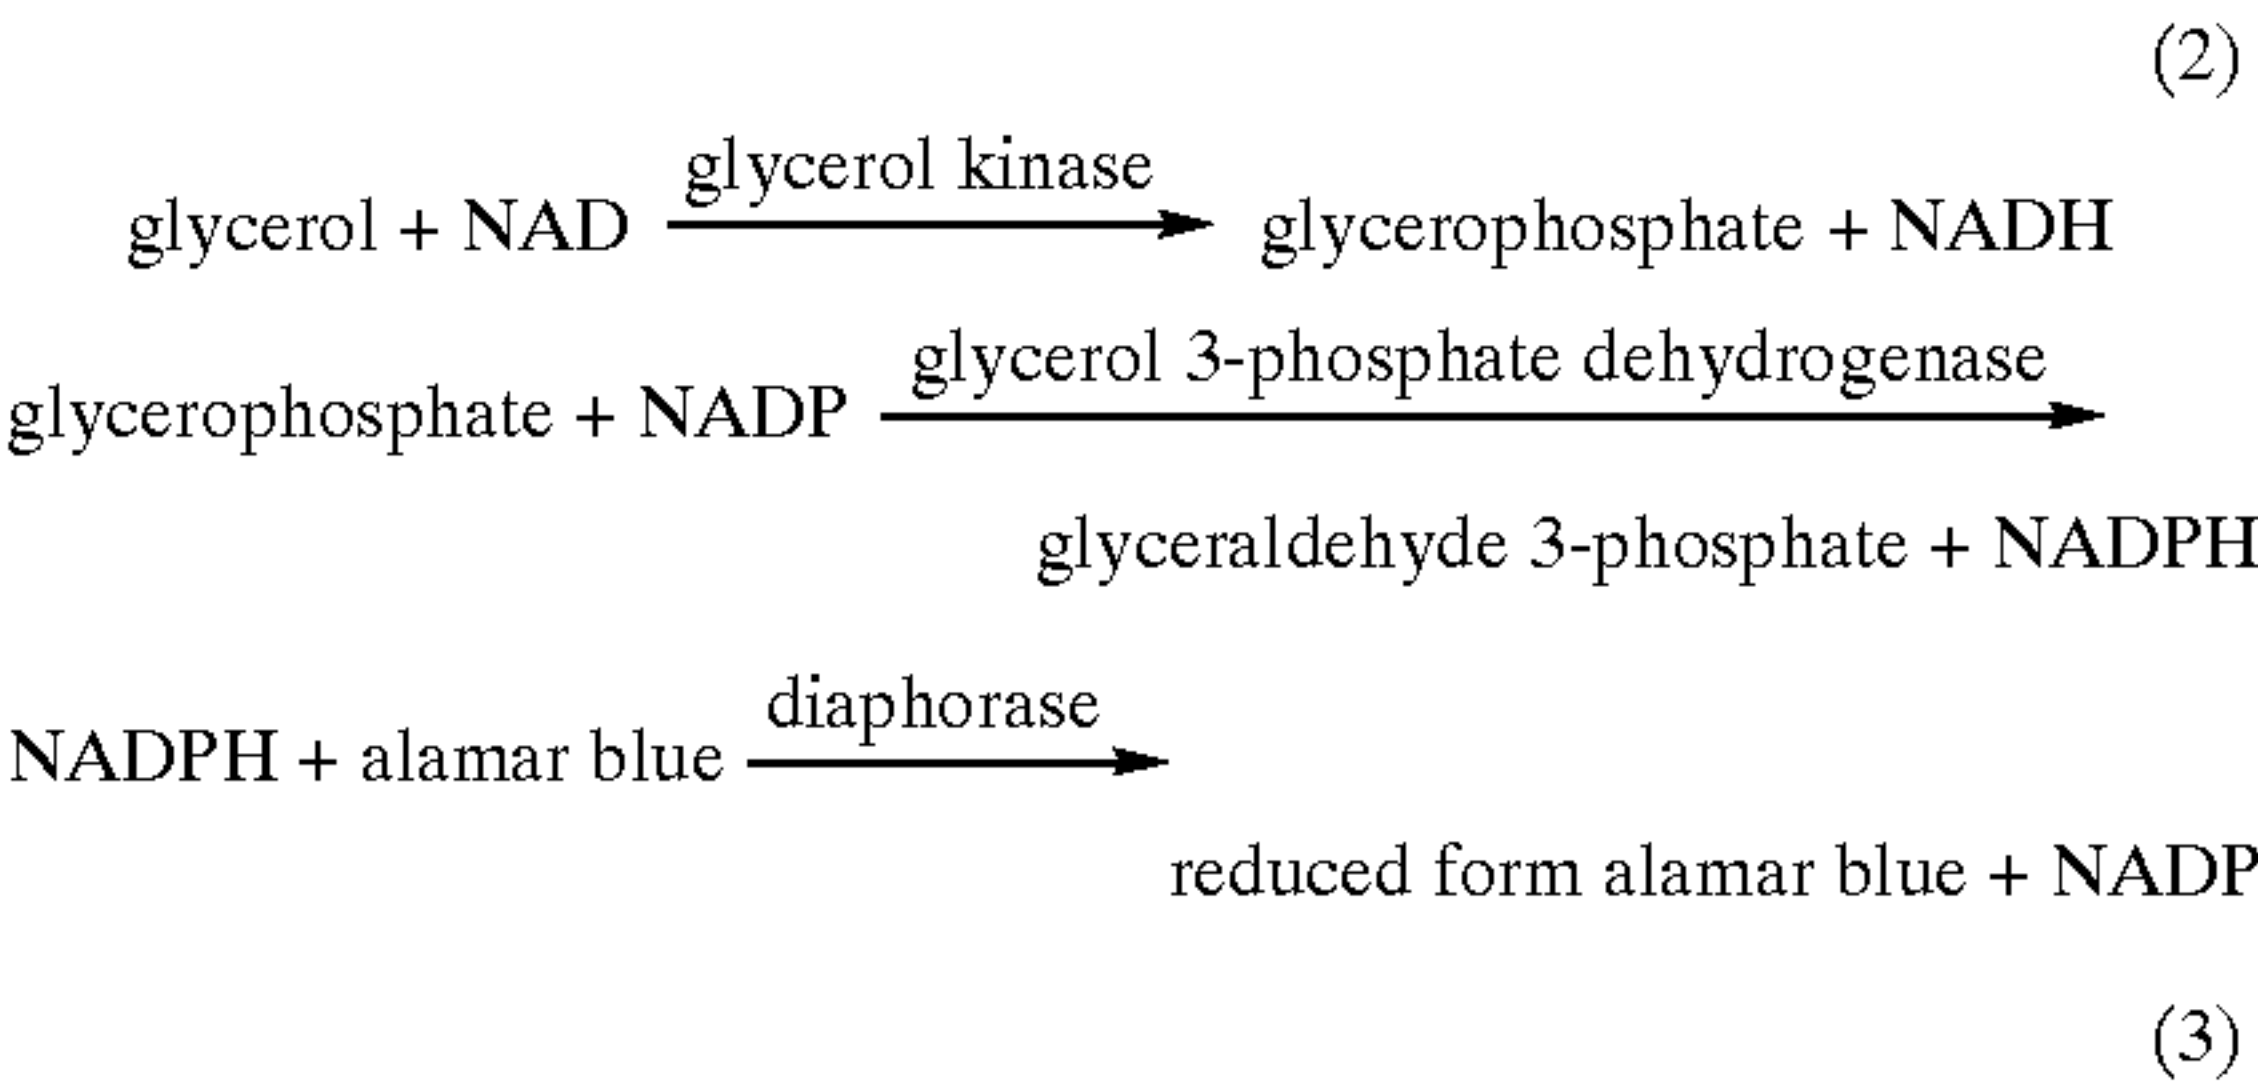 (2)
glycerol kinase
glycerol + NAD ⟶ glycerophosphate + NADH
glycerol 3-phosphate dehydrogenase
glycerophosphate + NADP ⟶
glyceraldehyde 3-phosphate + NADPH
diaphorase
NADPH + alamar blue ⟶
reduced form alamar blue + NADP
(3)